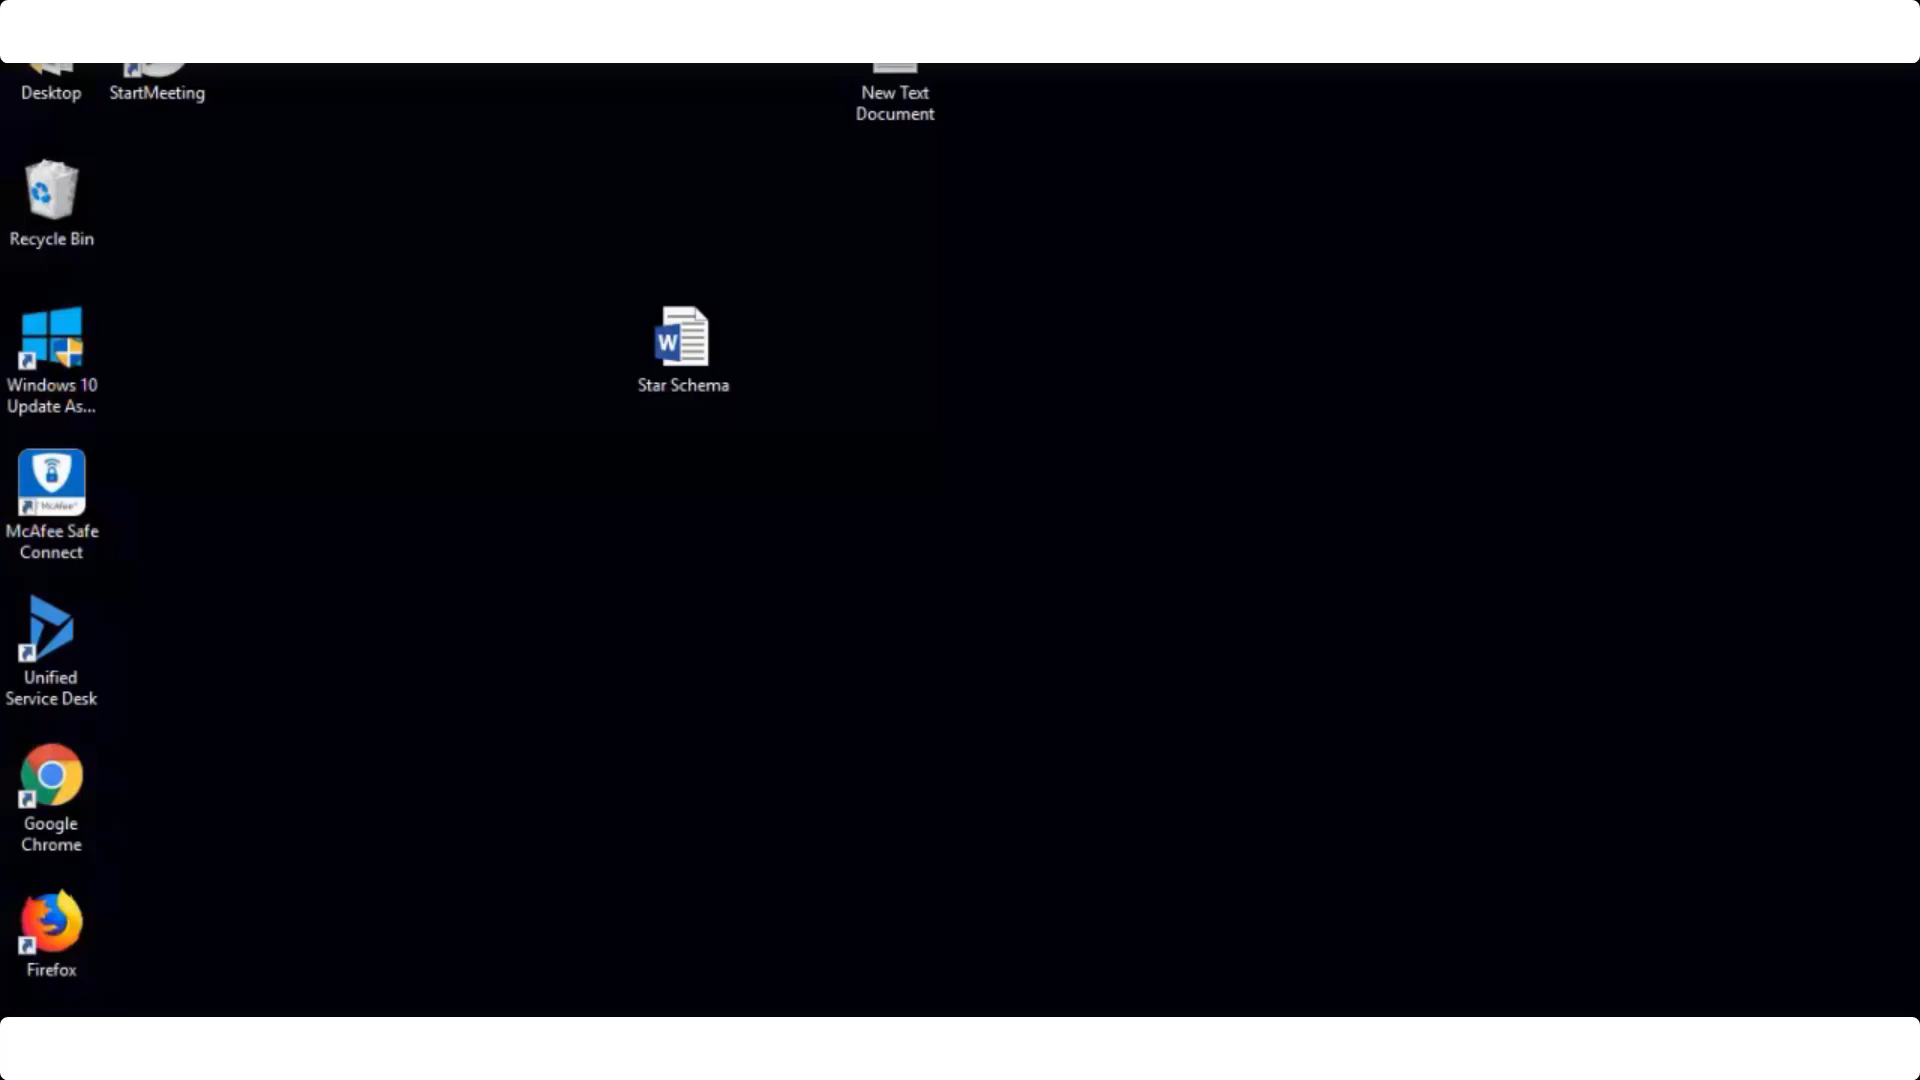 Desktop
StartMeeting
New Text
Document
Recycle Bin
Windows 10
Update As...
W
Star Schema
McAfee
McAfee Safe
Connect
Unified
Service Desk
Google
Chrome
Firefox